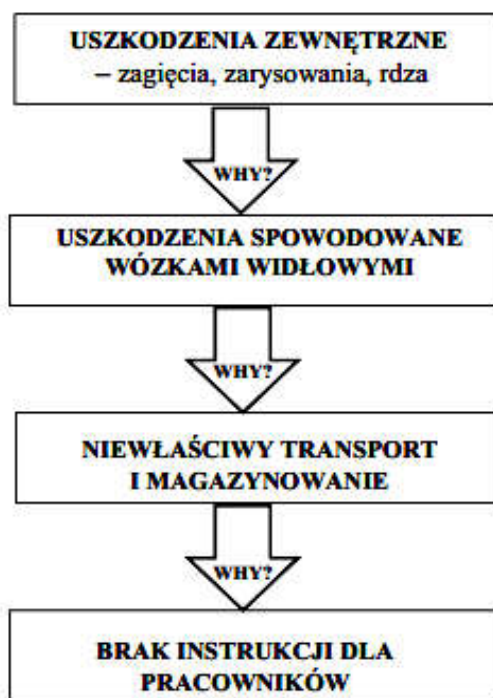 USZKODZENIA ZEWNĘTRZNE
– zagięcia, zarysowania, rdza
WHY?
USZKODZENIA SPOWODOWANE
WÓZKAMI WIDŁOWYMI
WHY?
NIEWŁAŚCIWY TRANSPORT
I MAGAZYNOWANIE
WHY?
BRAK INSTRUKCJI DLA
PRACOWNIKÓW